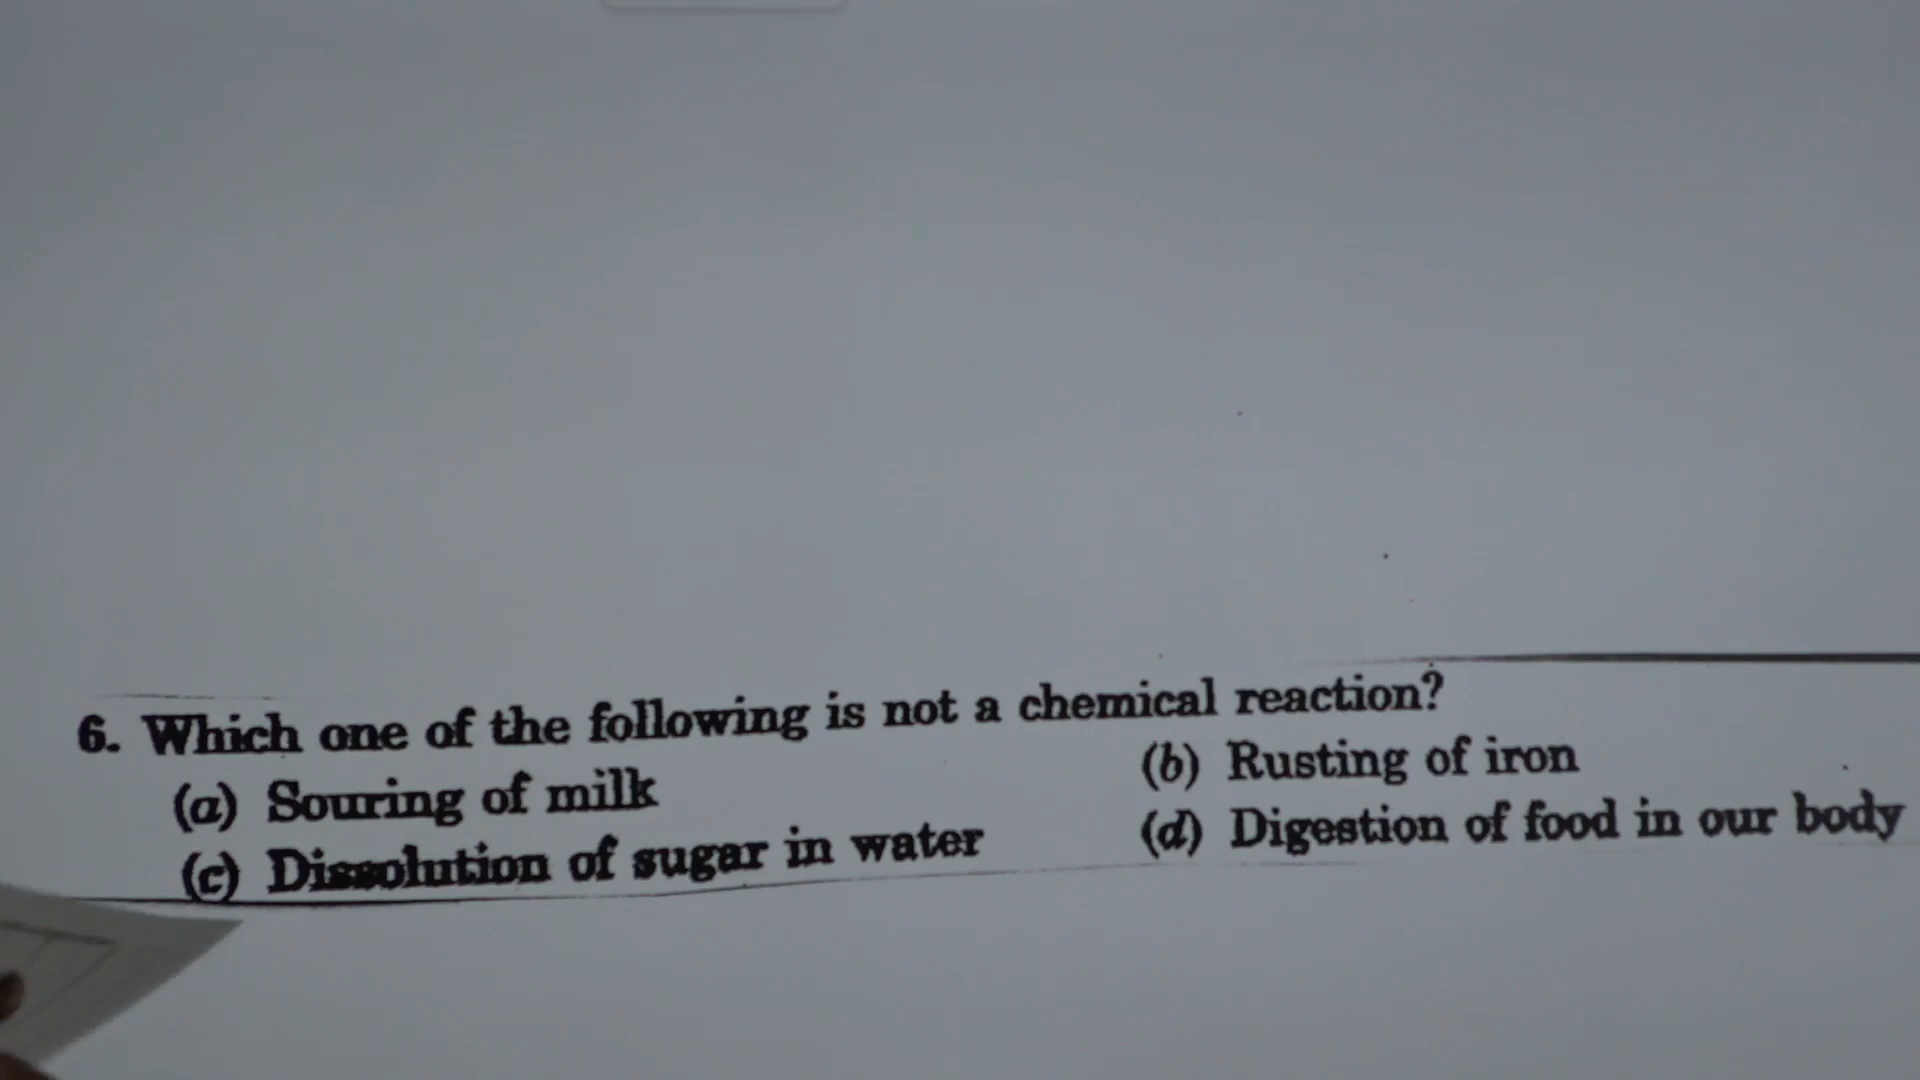 6. Which one of the following is not a chemical reaction?
(a) Souring of milk (b) Rusting of iron
(c) Dissolution of sugar in water (d) Digestion of food in our body